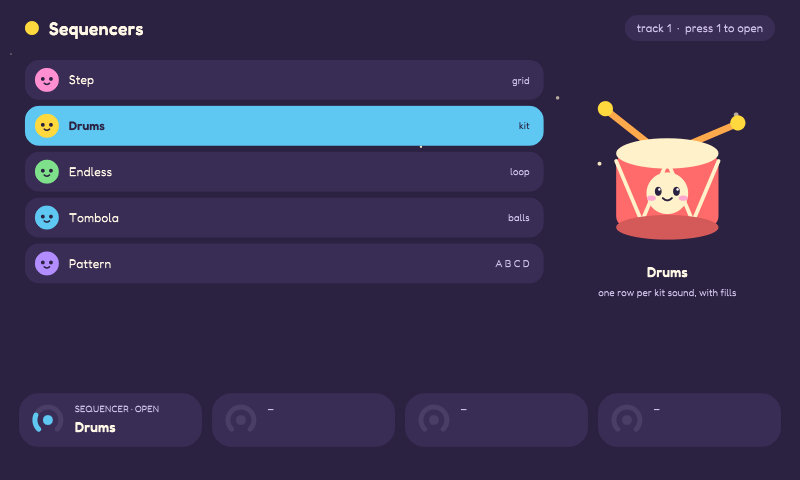 Sequencers
track 1 · press 1 to open
Step
grid
Drums
kit
Endless
loop
Tombola
balls
Pattern
A B C D
Drums
one row per kit sound, with fills
SEQUENCER · OPEN
Drums
–
–
–